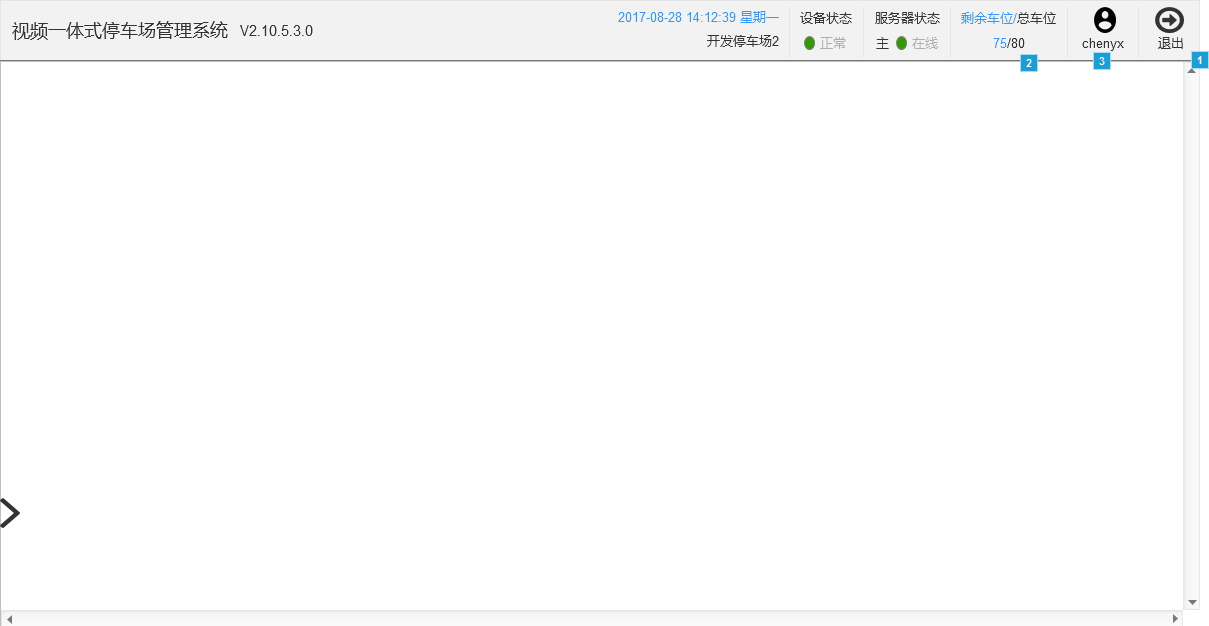 视频一体式停车场管理系统 V2.10.5.3.0
2017-08-28 14:12:39 星期一
开发停车场2
设备状态
正常
服务器状态
主 在线
剩余车位/总车位
75/80
2
chenyx
3
退出
1